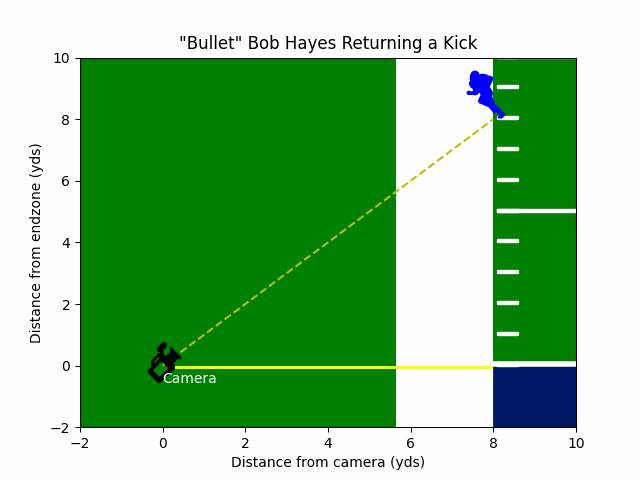 "Bullet" Bob Hayes Returning a Kick
Distance from endzone (yds)
10
8
6
4
2
0
−2
Camera
−2 0 2 4 6 8 10
Distance from camera (yds)